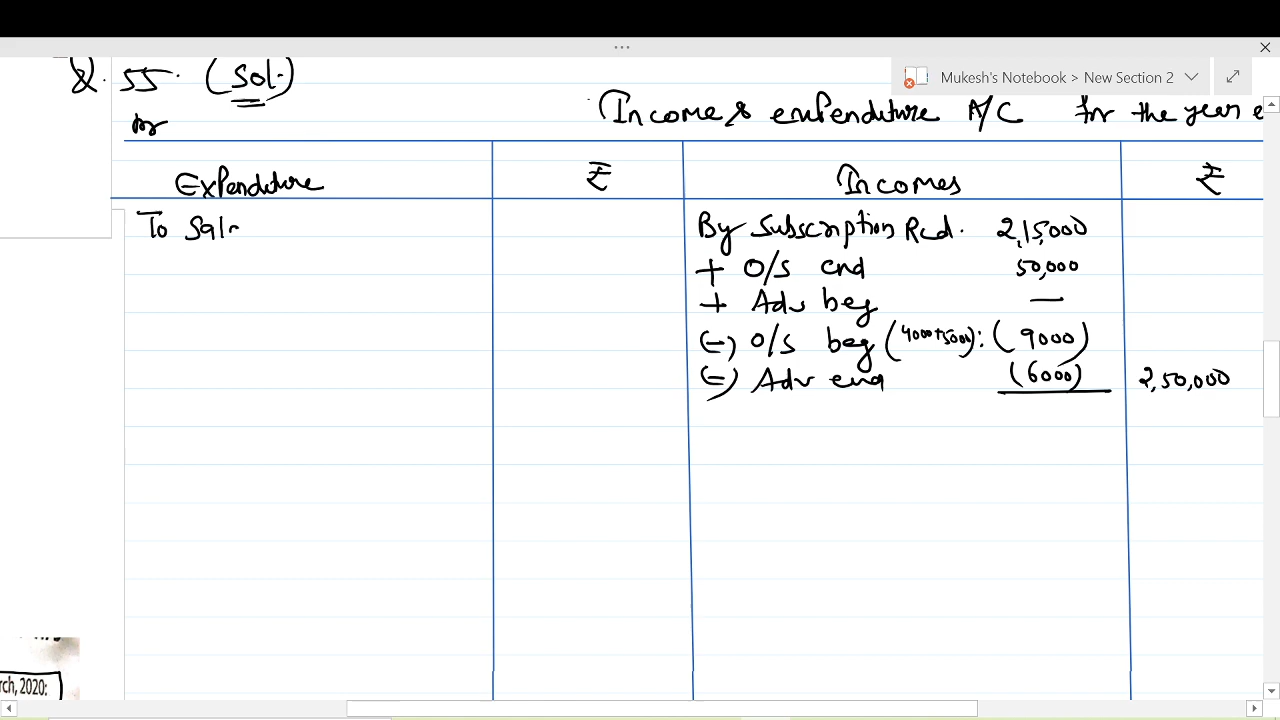 Mukesh's Notebook > New Section 2
Q. 55. (Sol.)
Income & expenditure A/C for the year e
Dr
Expenditure ₹ Incomes ₹
To Salr By Subscription Rcd. 2,15,000
+ O/S end 50,000
+ Adv beg —
(-) O/S beg (4000+5000): (9000)
(-) Adv end (6000) 2,50,000
rch, 2020: